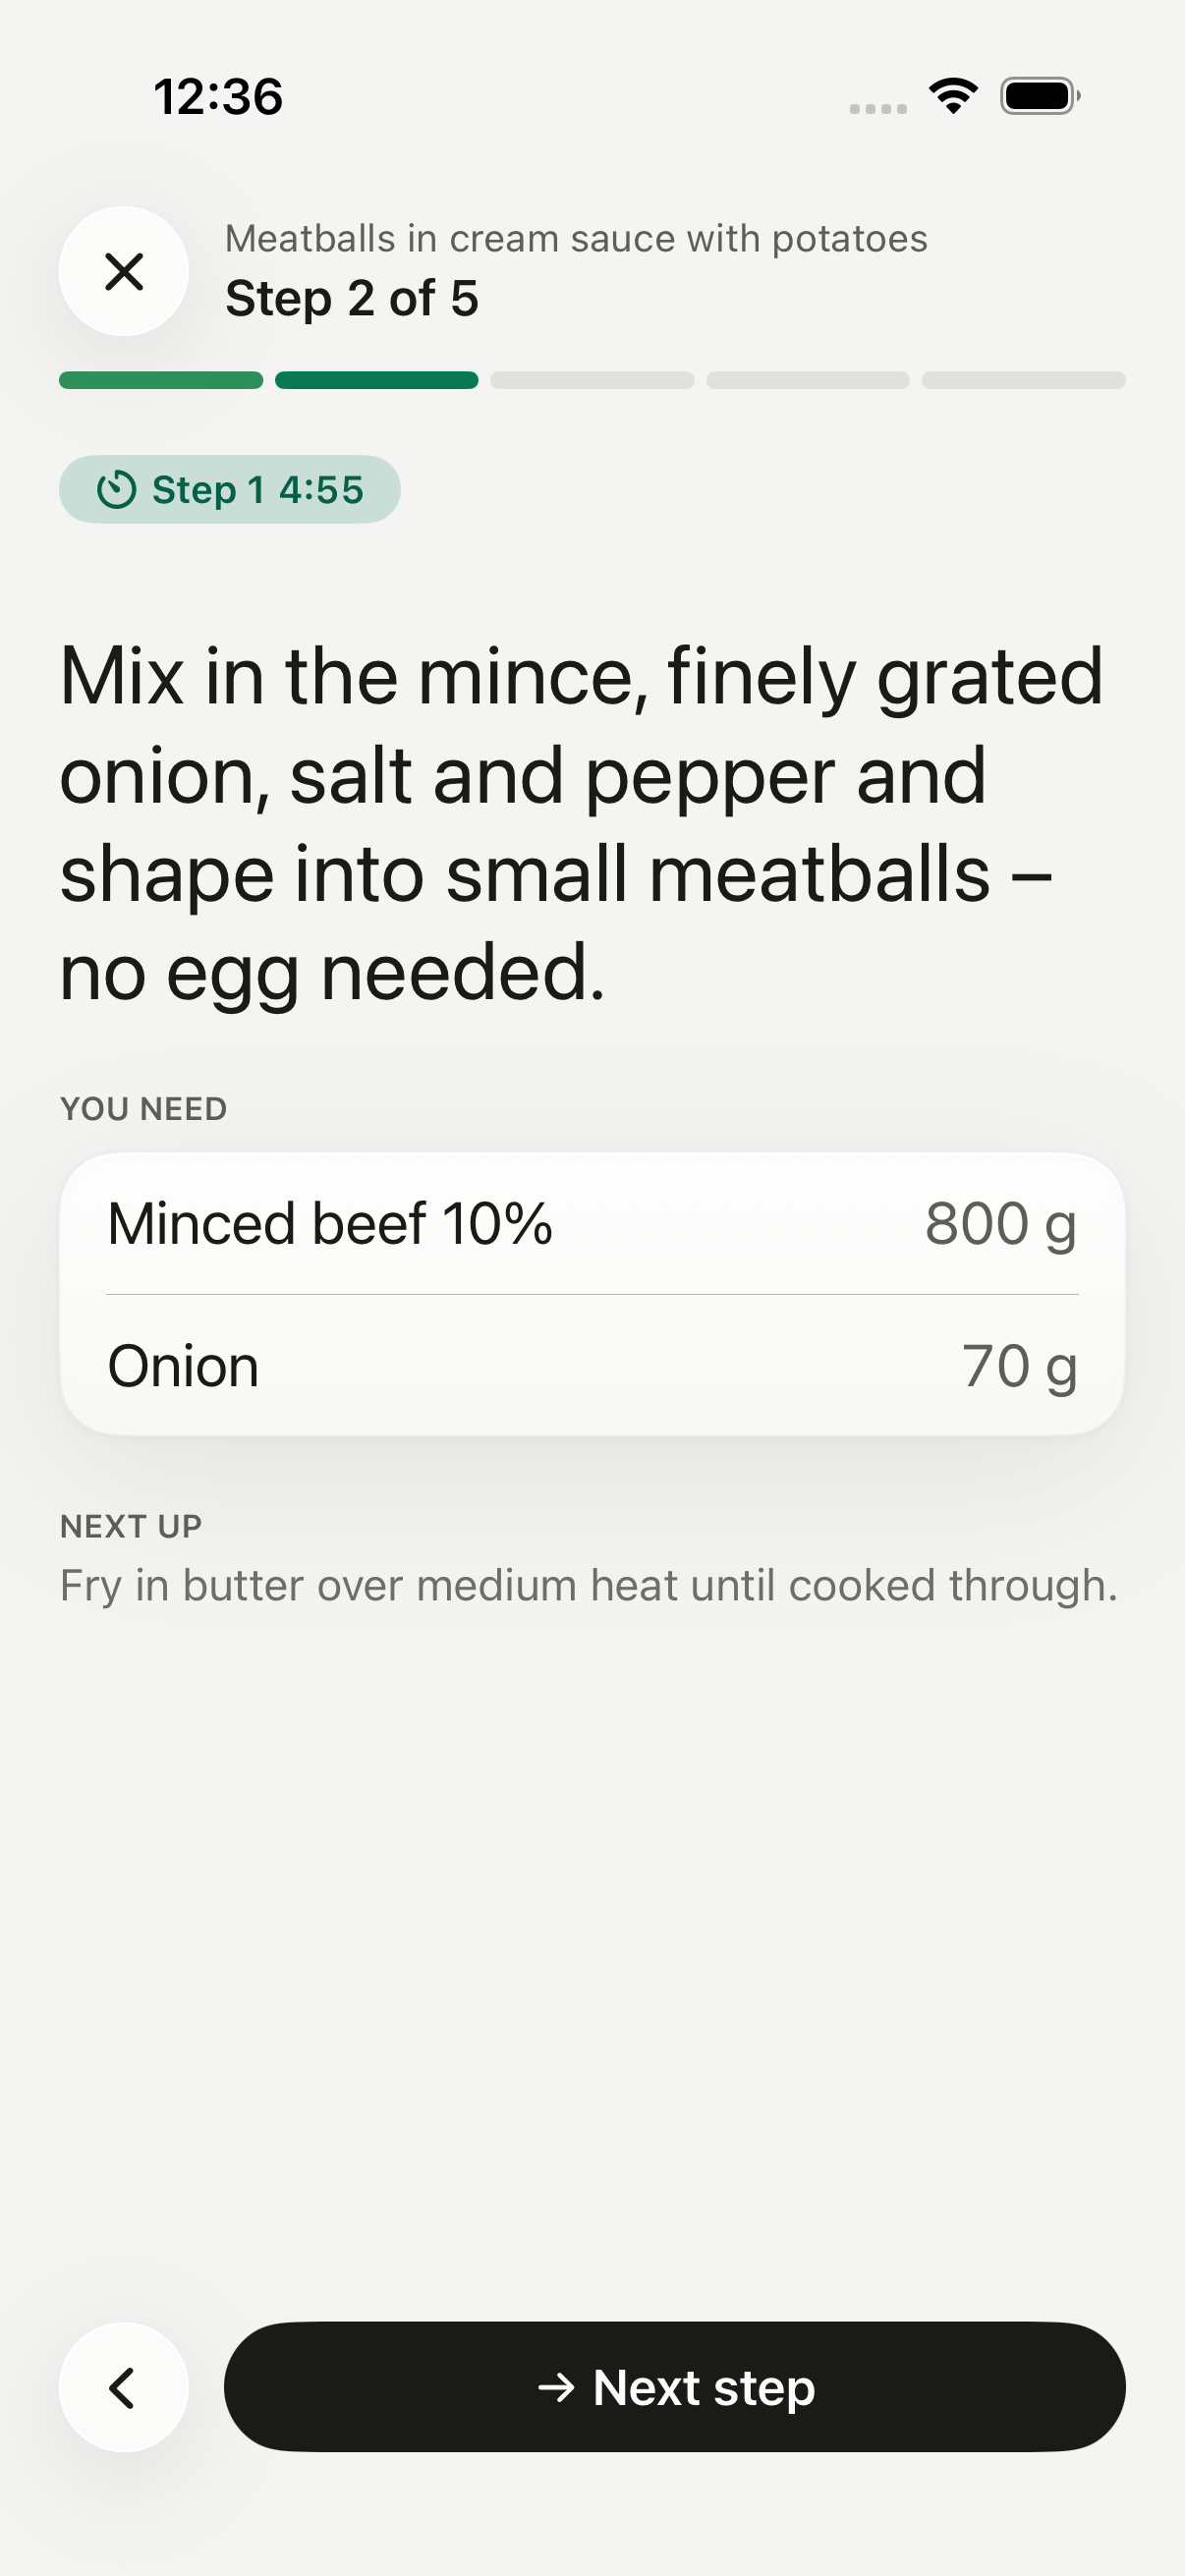 12:36
Meatballs in cream sauce with potatoes
Step 2 of 5
Step 1 4:55
Mix in the mince, finely grated
onion, salt and pepper and
shape into small meatballs –
no egg needed.
YOU NEED
Minced beef 10% 800 g
Onion 70 g
NEXT UP
Fry in butter over medium heat until cooked through.
Next step